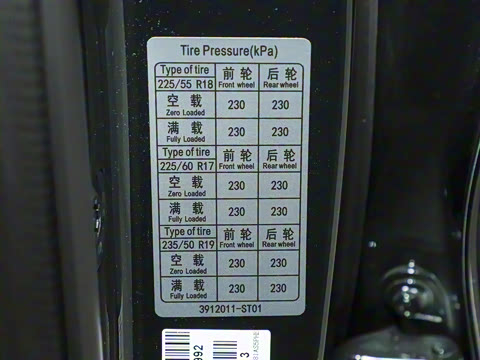 Tire Pressure(kPa)
Type of tire 前轮 后轮
225/55 R18 Front wheel Rear wheel
空载 230 230
Zero Loaded
满载 230 230
Fully Loaded
Type of tire 前轮 后轮
225/60 R17 Front wheel Rear wheel
空载 230 230
Zero Loaded
满载 230 230
Fully Loaded
Type of tire 前轮 后轮
235/50 R19 Front wheel Rear wheel
空载 230 230
Zero Loaded
满载 230 230
Fully Loaded
3912011-ST01